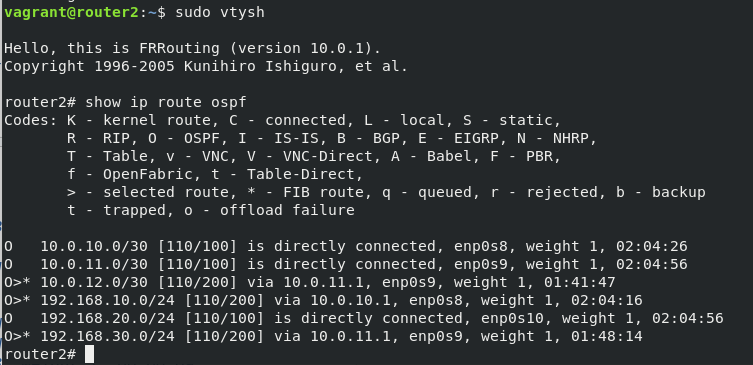 vagrant@router2:~$ sudo vtysh

Hello, this is FRRouting (version 10.0.1).
Copyright 1996-2005 Kunihiro Ishiguro, et al.

router2# show ip route ospf
Codes: K - kernel route, C - connected, L - local, S - static,
       R - RIP, O - OSPF, I - IS-IS, B - BGP, E - EIGRP, N - NHRP,
       T - Table, v - VNC, V - VNC-Direct, A - Babel, F - PBR,
       f - OpenFabric, t - Table-Direct,
       > - selected route, * - FIB route, q - queued, r - rejected, b - backup
       t - trapped, o - offload failure

O   10.0.10.0/30 [110/100] is directly connected, enp0s8, weight 1, 02:04:26
O   10.0.11.0/30 [110/100] is directly connected, enp0s9, weight 1, 02:04:56
O>* 10.0.12.0/30 [110/200] via 10.0.11.1, enp0s9, weight 1, 01:41:47
O>* 192.168.10.0/24 [110/200] via 10.0.10.1, enp0s8, weight 1, 02:04:16
O   192.168.20.0/24 [110/100] is directly connected, enp0s10, weight 1, 02:04:56
O>* 192.168.30.0/24 [110/200] via 10.0.11.1, enp0s9, weight 1, 01:48:14
router2#